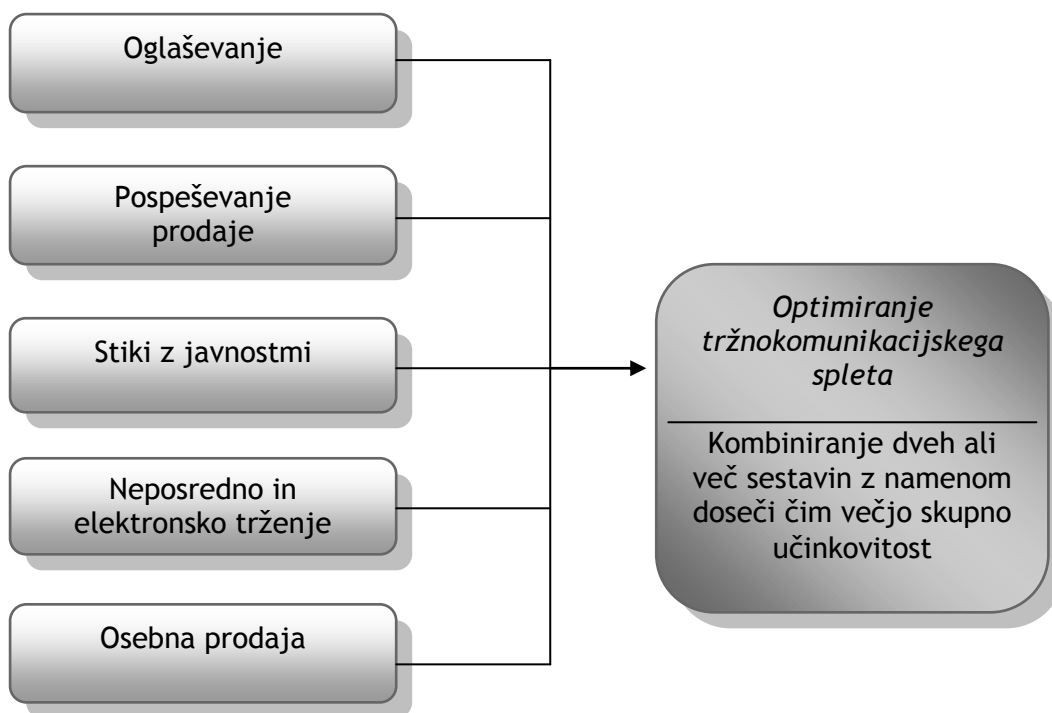 Oglaševanje
Pospeševanje
prodaje
Stiki z javnostmi
Neposredno in
elektronsko trženje
Osebna prodaja
Optimiranje
tržnokomunikacijskega
spleta
Kombiniranje dveh ali
več sestavin z namenom
doseči čim večjo skupno
učinkovitost